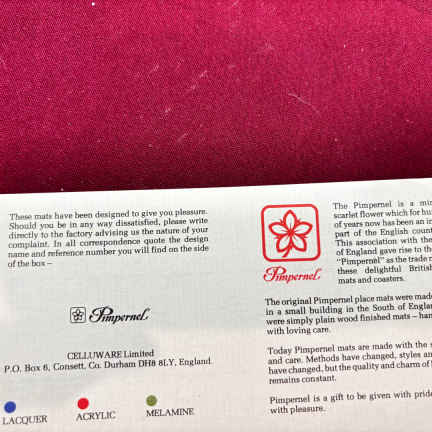 These mats have been designed to give you pleasure.
Should you be in any way dissatisfied, please write
directly to the factory advising us the nature of your
complaint. In all correspondence quote the design
name and reference number you will find on the side
of the box –
Pimpernel
CELLUWARE Limited
P.O. Box 6, Consett, Co. Durham DH8 8LY, England
LACQUER
ACRYLIC
MELAMINE
Pimpernel
The Pimpernel is a
scarlet flower which for
of years now has been an
part of the English
This association with the
of England gave rise to
"Pimpernel" as the trade
these delightful
mats and coasters.
The original Pimpernel place mats were
in a small building in the South of
were simply plain wood finished mats –
with loving care.
Today Pimpernel mats are made with the
and care. Methods have changed, styles
have changed, but the quality and charm of
remains constant.
Pimpernel is a gift to be given with
with pleasure.